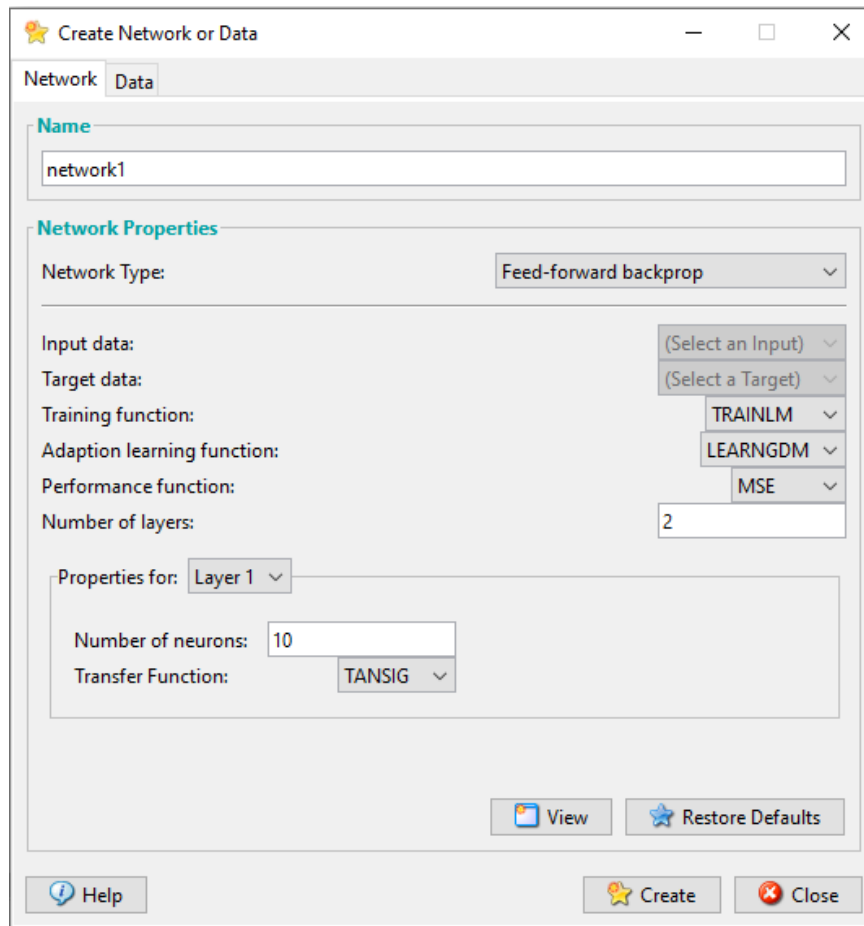 Create Network or Data
Network Data
Name
network1
Network Properties
Network Type: Feed-forward backprop
Input data: (Select an Input)
Target data: (Select a Target)
Training function: TRAINLM
Adaption learning function: LEARNGDM
Performance function: MSE
Number of layers: 2
Properties for: Layer 1
Number of neurons: 10
Transfer Function: TANSIG
View Restore Defaults
Help Create Close